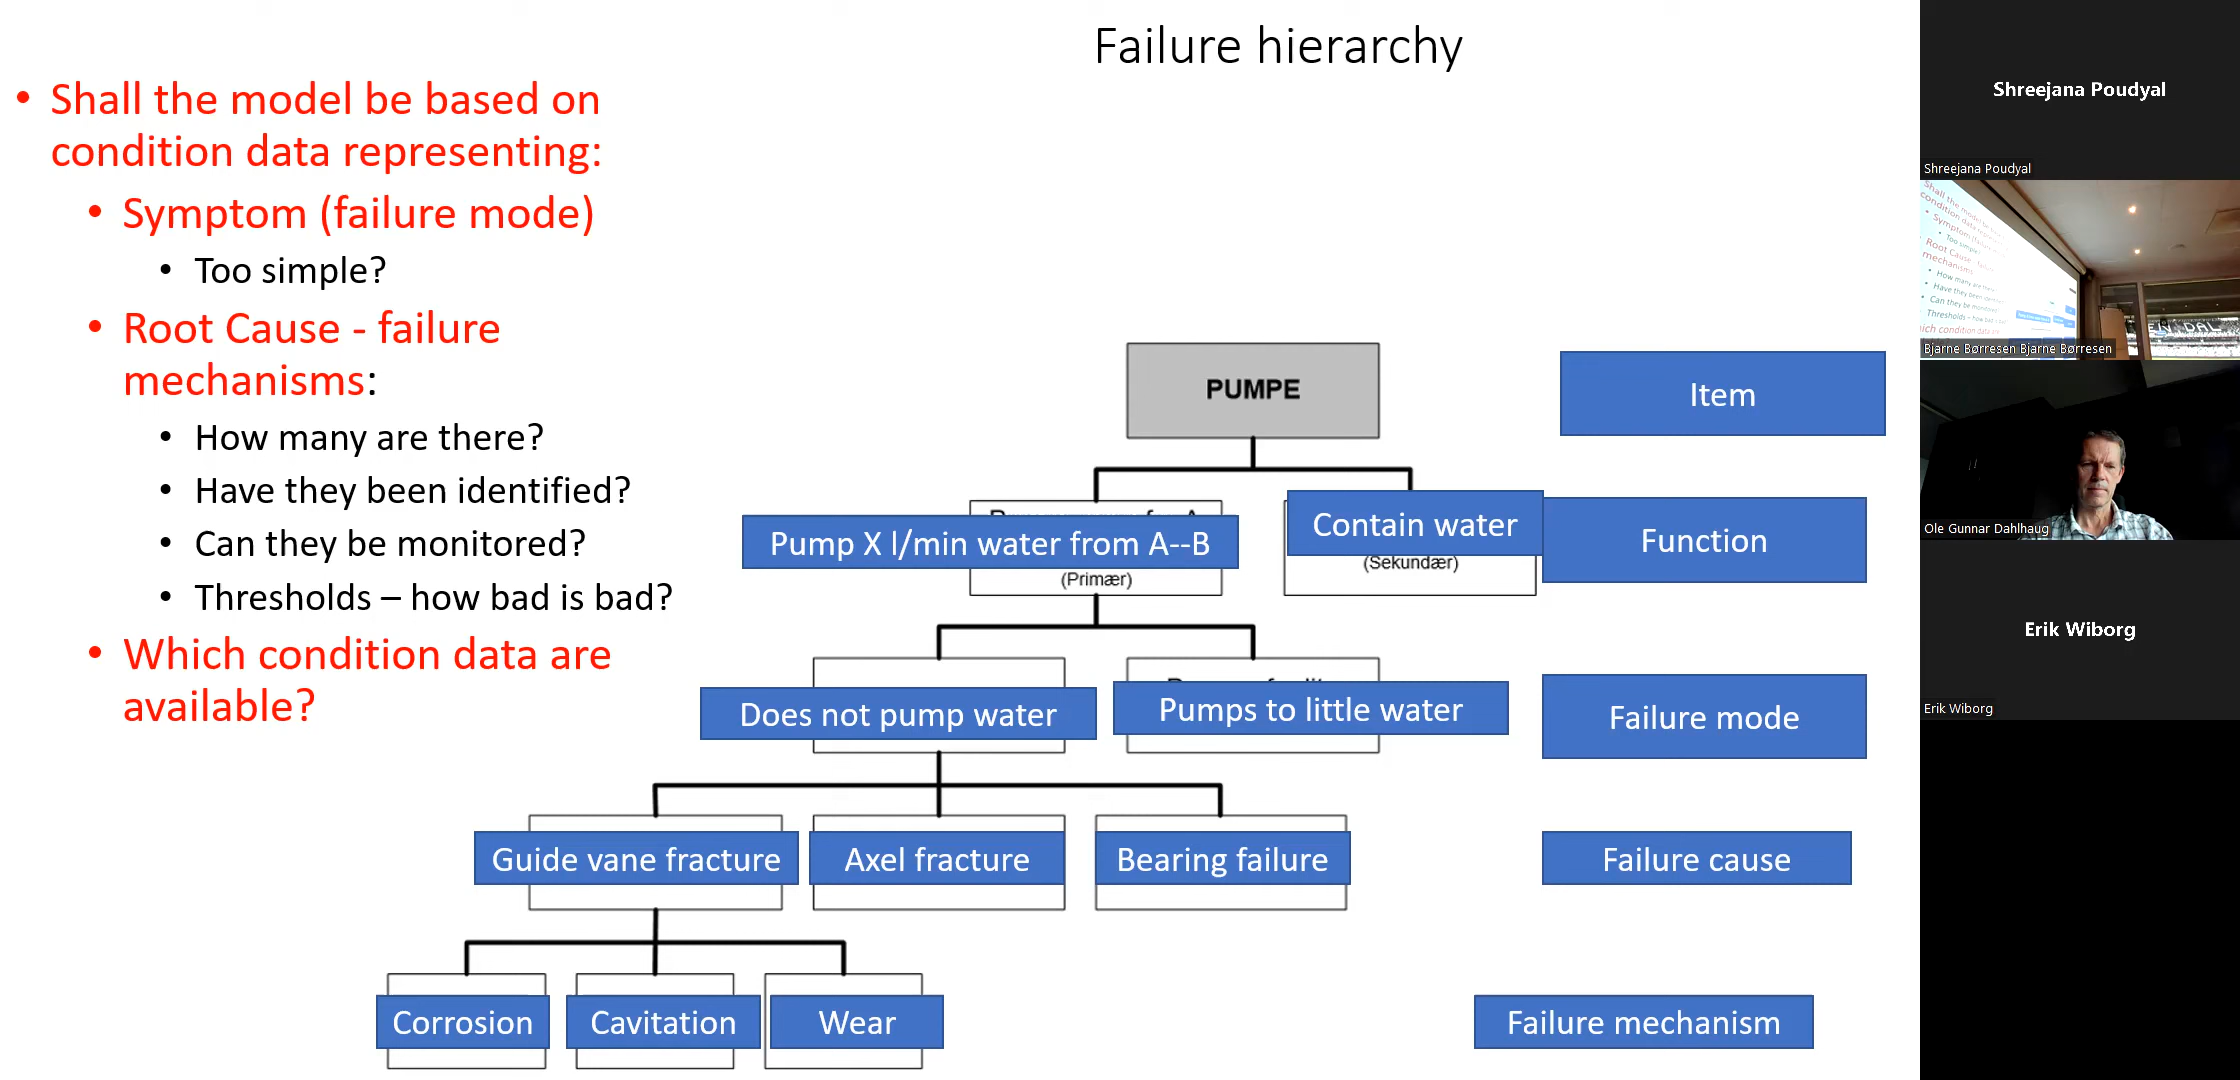 Failure hierarchy
• Shall the model be based on
condition data representing:
• Symptom (failure mode)
• Too simple?
• Root Cause - failure
mechanisms:
• How many are there?
• Have they been identified?
• Can they be monitored?
• Thresholds – how bad is bad?
• Which condition data are
available?
PUMPE
Item
Pump X l/min water from A--B
(Primær)
Contain water
(Sekundær)
Function
Does not pump water
Pumps to little water
Failure mode
Guide vane fracture
Axel fracture
Bearing failure
Failure cause
Corrosion
Cavitation
Wear
Failure mechanism
Shreejana Poudyal
Shreejana Poudyal
Bjarne Børresen Bjarne Børresen
Ole Gunnar Dahlhaug
Erik Wiborg
Erik Wiborg